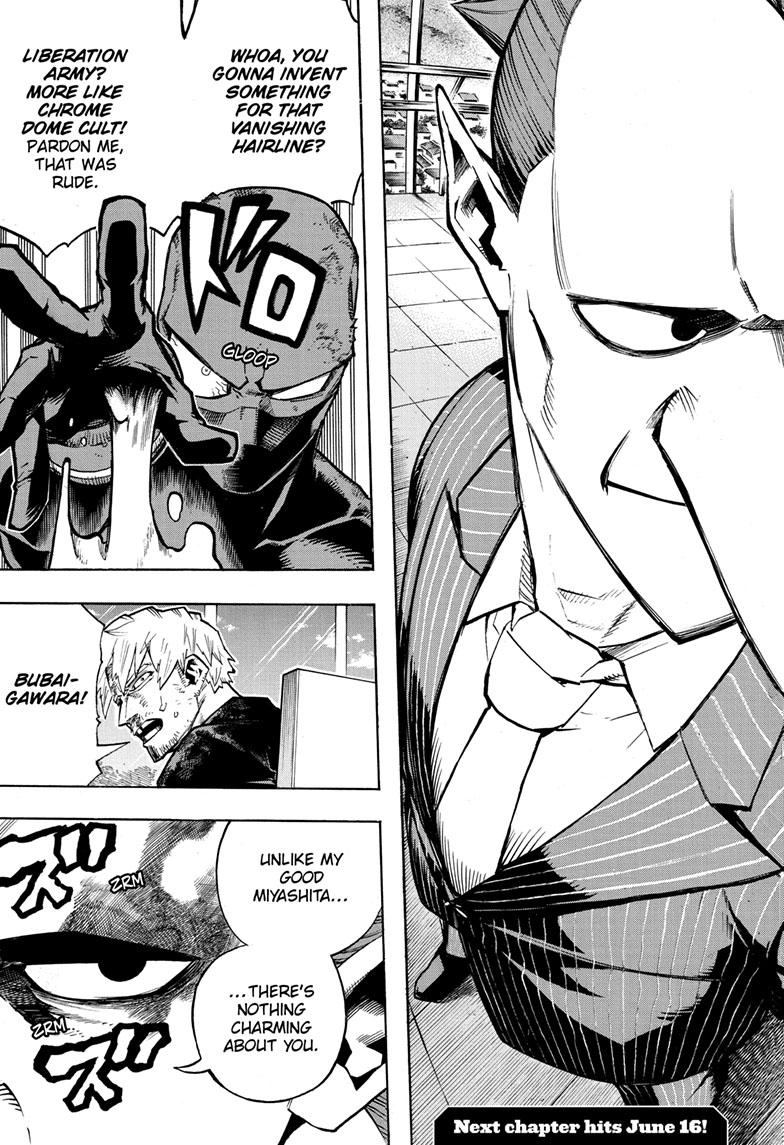 WHOA, YOU
GONNA INVENT
SOMETHING
FOR THAT
VANISHING
HAIRLINE?
LIBERATION
ARMY?
MORE LIKE
CHROME
DOME CULT!
PARDON ME,
THAT WAS
RUDE.
ドロ
GLOOP
BUBAI-
GAWARA!
UNLIKE MY
GOOD
MIYASHITA...
...THERE'S
NOTHING
CHARMING
ABOUT YOU.
ズ
ZRM
ZRM
ズ
Next chapter hits June 16!